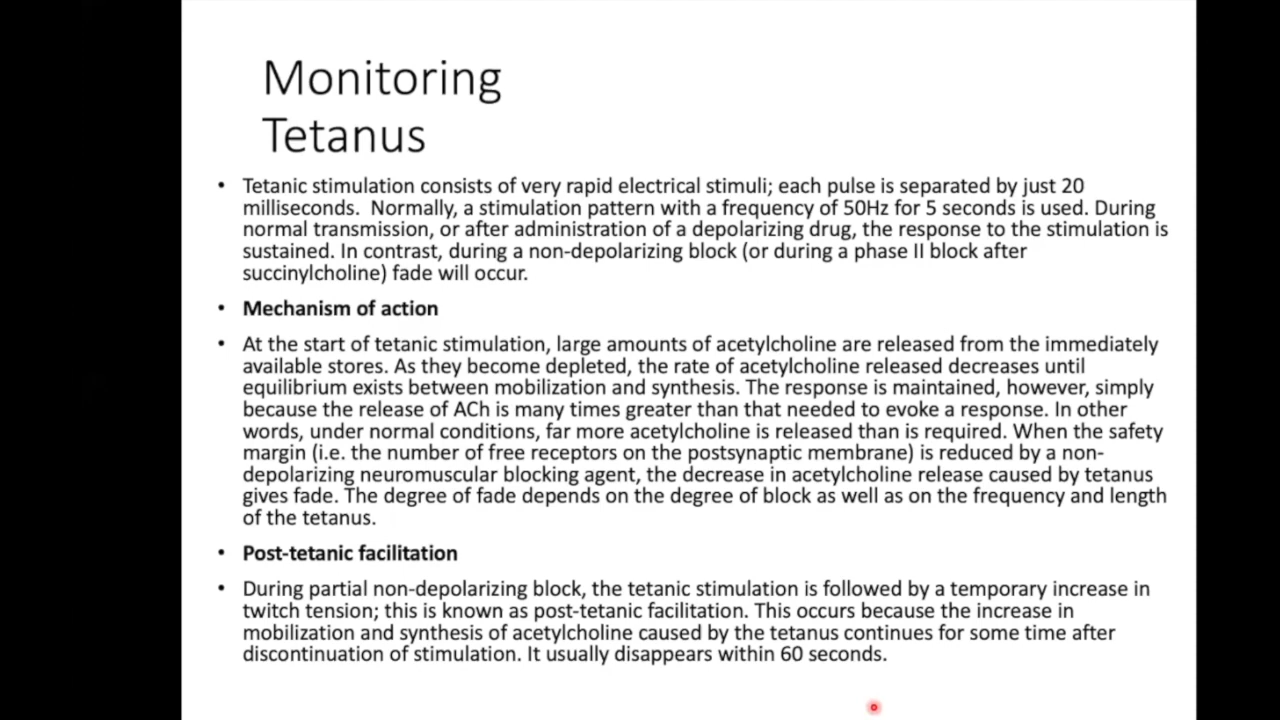 Monitoring
Tetanus
• Tetanic stimulation consists of very rapid electrical stimuli; each pulse is separated by just 20
milliseconds.  Normally, a stimulation pattern with a frequency of 50Hz for 5 seconds is used. During
normal transmission, or after administration of a depolarizing drug, the response to the stimulation is
sustained. In contrast, during a non-depolarizing block (or during a phase II block after
succinylcholine) fade will occur.
• Mechanism of action
• At the start of tetanic stimulation, large amounts of acetylcholine are released from the immediately
available stores. As they become depleted, the rate of acetylcholine released decreases until
equilibrium exists between mobilization and synthesis. The response is maintained, however, simply
because the release of ACh is many times greater than that needed to evoke a response. In other
words, under normal conditions, far more acetylcholine is released than is required. When the safety
margin (i.e. the number of free receptors on the postsynaptic membrane) is reduced by a non-
depolarizing neuromuscular blocking agent, the decrease in acetylcholine release caused by tetanus
gives fade. The degree of fade depends on the degree of block as well as on the frequency and length
of the tetanus.
• Post-tetanic facilitation
• During partial non-depolarizing block, the tetanic stimulation is followed by a temporary increase in
twitch tension; this is known as post-tetanic facilitation. This occurs because the increase in
mobilization and synthesis of acetylcholine caused by the tetanus continues for some time after
discontinuation of stimulation. It usually disappears within 60 seconds.